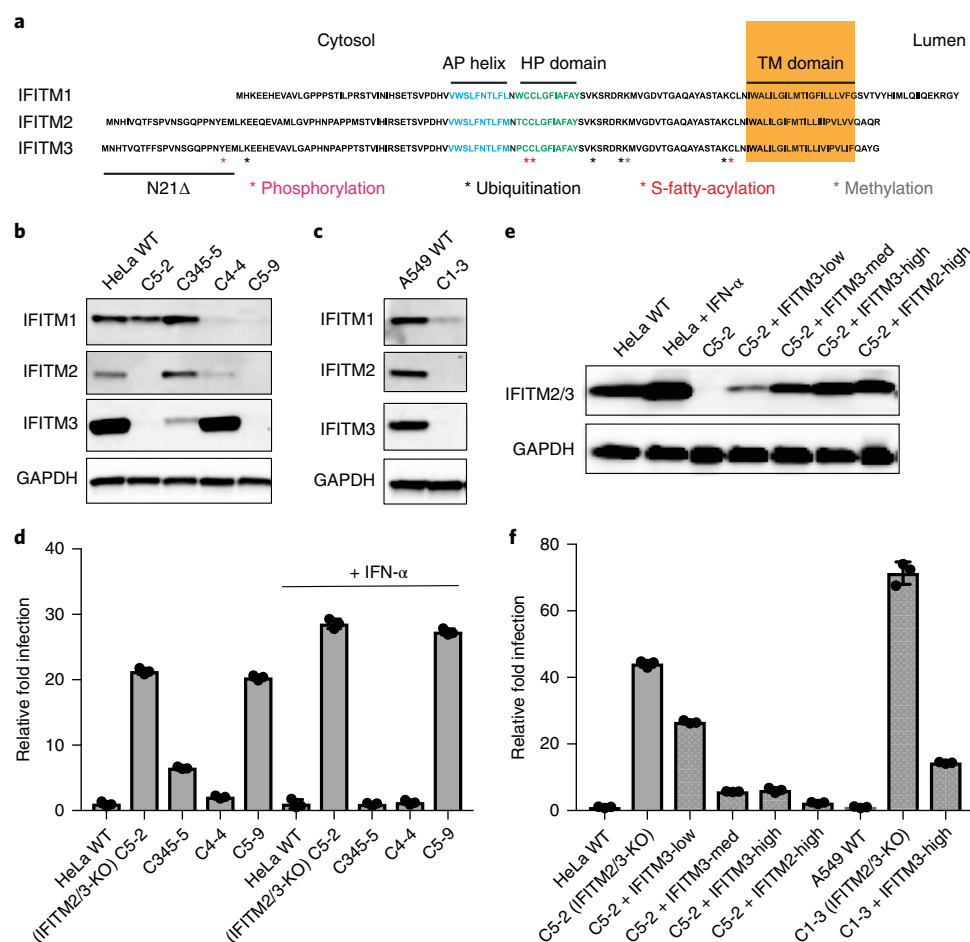 a
Cytosol
Lumen
AP helix
HP domain
TM domain
IFITM1
MHKEEHEVAVLGPPPSTILPRSTVINIHSETSVPDHVVWSLFNTLFLNWCCLGFIAFAYSVKSRDRKMVGDVTGAQAYASTAKCLNIWALILGILMTIGFILLLVFGSVTVYHIMLQIIQEKRGY
IFITM2
MNHIVQTFSPVNSGQPPNYEMLKEEQEVAMLGVPHNPAPPMSTVIHIRSETSVPDHVVWSLFNTLFMNTCCLGFIAFAYSVKSRDRKMVGDVTGAQAYASTAKCLNIWALILGIFMTILLIIIPVLVVQAQR
IFITM3
MNHTVQTFFSPVNSGQPPNYEMLKEEHEVAVLGAPHNPAPPTSTVIHIRSETSVPDHVVWSLFNTLFMNPCCLGFIAFAYSVKSRDRKMVGDVTGAQAYASTAKCLNIWALILGILMTILLIVIPVLIFQAYG
* * ** * ** * *
N21Δ
* Phosphorylation
* Ubiquitination
* S-fatty-acylation
* Methylation
b
HeLa WT
C5-2
C345-5
C4-4
C5-9
IFITM1
IFITM2
IFITM3
GAPDH
c
A549 WT
C1-3
IFITM1
IFITM2
IFITM3
GAPDH
e
HeLa WT
HeLa + IFN-α
C5-2
C5-2 + IFITM3-low
C5-2 + IFITM3-med
C5-2 + IFITM3-high
C5-2 + IFITM2-high
IFITM2/3
GAPDH
d
Relative fold infection
40
30
20
10
0
+ IFN-α
HeLa WT
(IFITM2/3-KO) C5-2
C345-5
C4-4
C5-9
HeLa WT
(IFITM2/3-KO) C5-2
C345-5
C4-4
C5-9
f
Relative fold infection
80
60
40
20
0
HeLa WT
C5-2 (IFITM2/3-KO)
C5-2 + IFITM3-low
C5-2 + IFITM3-med
C5-2 + IFITM3-high
C5-2 + IFITM2-high
A549 WT
C1-3 (IFITM2/3-KO)
C1-3 + IFITM3-high